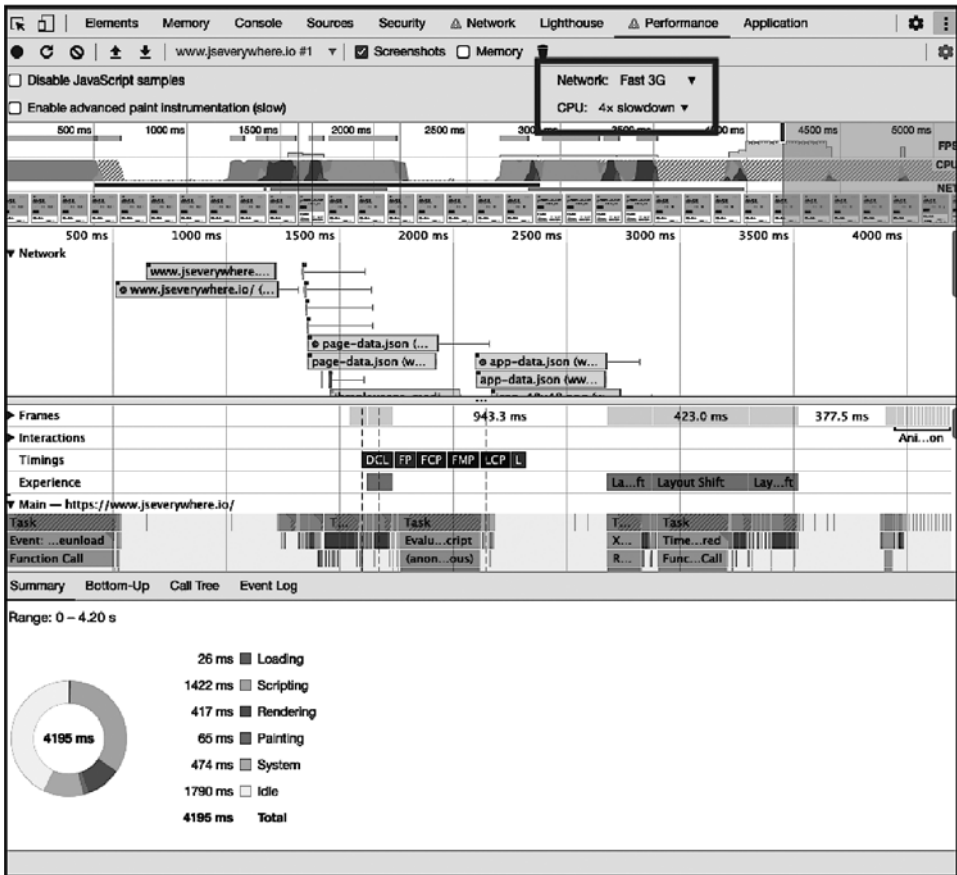 Elements Memory Console Sources Security ⚠ Network Lighthouse ⚠ Performance Application
www.jseverywhere.io #1 ▼ Screenshots Memory
Disable JavaScript samples
Network: Fast 3G ▼
Enable advanced paint instrumentation (slow)
CPU: 4x slowdown ▼
500 ms 1000 ms 1500 ms 2000 ms 2500 ms 4500 ms 5000 ms
FPS
CPU
NET
500 ms 1000 ms 1500 ms 2000 ms 2500 ms 3000 ms 3500 ms 4000 ms
▼ Network
www.jseverywhere....
www.jseverywhere.io/ (...
page-data.json (...
page-data.json (w... app-data.json (w...
app-data.json (ww...
▶ Frames 943.3 ms 423.0 ms 377.5 ms
▶ Interactions Ani...on
Timings DCL FP FCP FMP LCP L
Experience La...ft Layout Shift Lay...ft
▼ Main — https://www.jseverywhere.io/
Task T... Task T... Task
Event: ...eunload Evalu...cript X... Time...red
Function Call (anon...ous) R... Func...Call
Summary Bottom-Up Call Tree Event Log
Range: 0 – 4.20 s
26 ms Loading
1422 ms Scripting
417 ms Rendering
4195 ms
65 ms Painting
474 ms System
1790 ms Idle
4195 ms Total